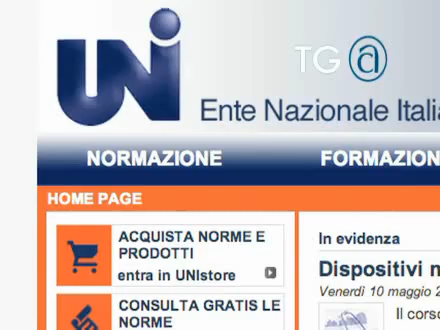 UNI
TG@
Ente Nazionale Itali
NORMAZIONE FORMAZION
HOME PAGE
ACQUISTA NORME E
PRODOTTI
entra in UNIstore
CONSULTA GRATIS LE
NORME
In evidenza
Dispositivi
Venerdì 10 maggio 2
Il corso